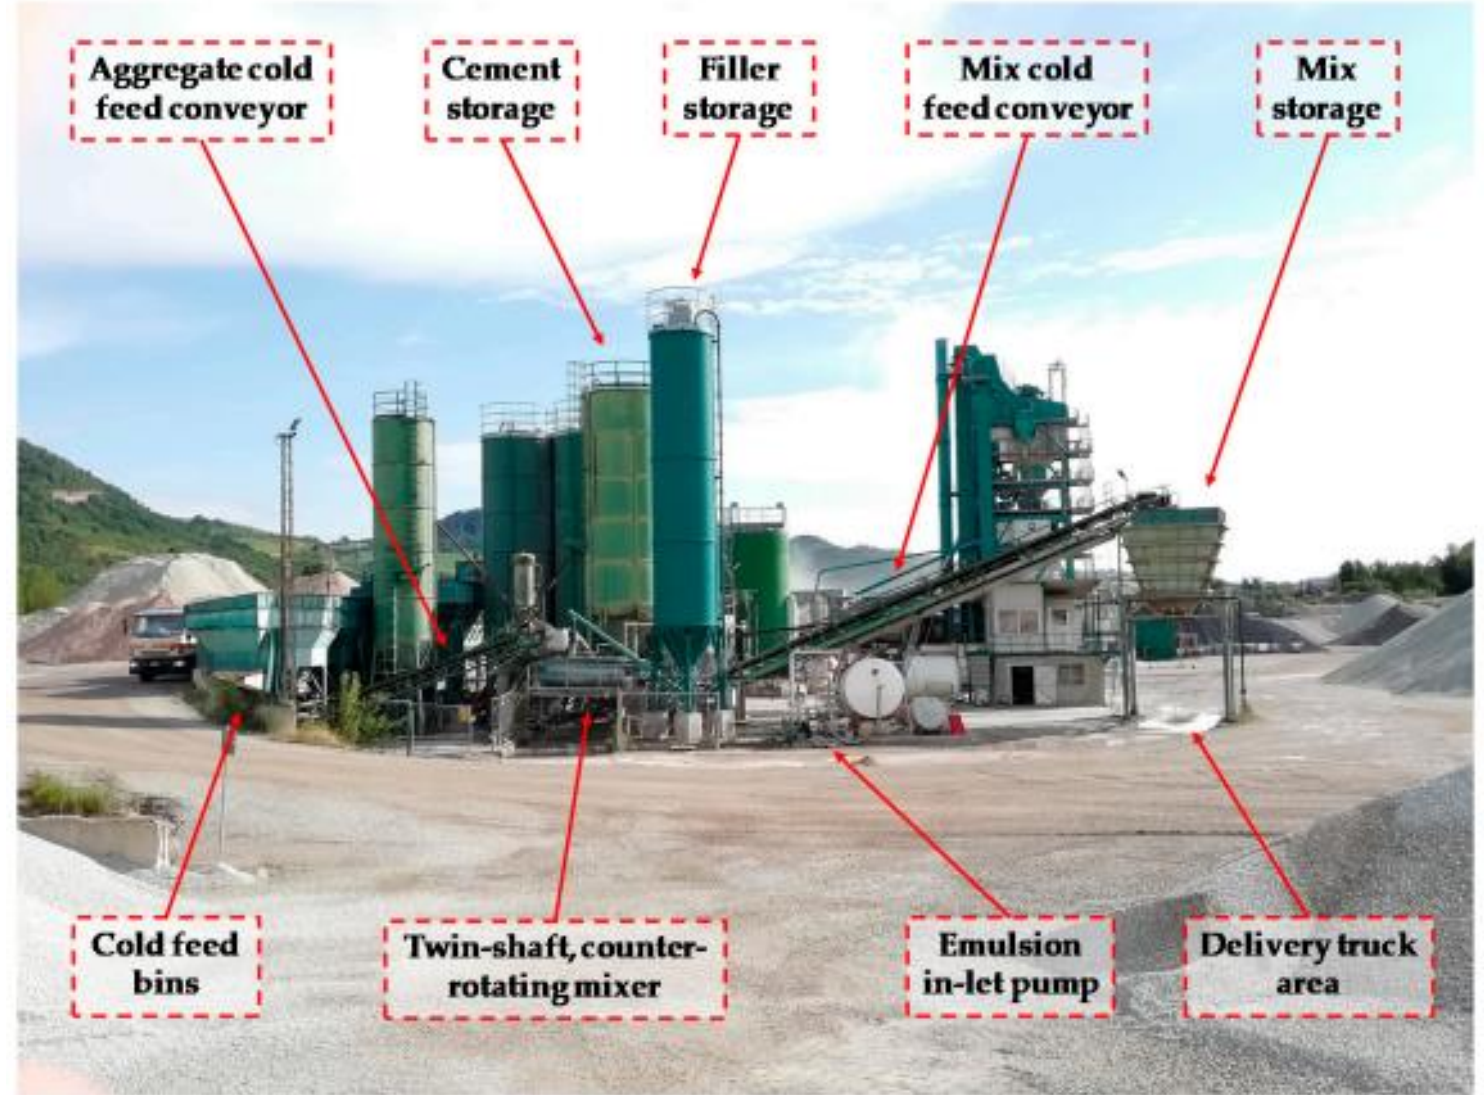 Aggregate cold
feed conveyor
Cement
storage
Filler
storage
Mix cold
feed conveyor
Mix
storage
Cold feed
bins
Twin-shaft, counter-
rotating mixer
Emulsion
in-let pump
Delivery truck
area